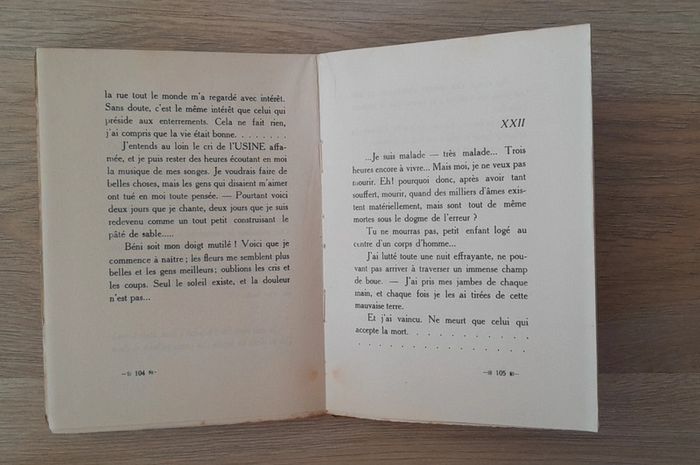 la rue tout le monde m'a regardé avec intérêt.
Sans doute, c'est le même intérêt que celui qui
préside aux enterrements. Cela ne fait rien,
j'ai compris que la vie était bonne. . . . . . . .
J'entends au loin le cri de l'USINE affa-
mée, et je puis rester des heures écoutant en moi
la musique de mes songes. Je voudrais faire de
belles choses, mais les gens qui disaient m'aimer
ont tué en moi toute pensée. — Pourtant voici
deux jours que je chante, deux jours que je suis
redevenu comme un tout petit construisant le
pâté de sable.....
Béni soit mon doigt mutilé ! Voici que je
commence à naître ; les fleurs me semblent plus
belles et les gens meilleurs ; oublions les cris et
les coups. Seul le soleil existe, et la douleur
n'est pas...
104
XXII
...Je suis malade — très malade... Trois
heures encore à vivre... Mais moi, je ne veux pas
mourir. Eh! pourquoi donc, après avoir tant
souffert, mourir, quand des milliers d'âmes exis-
tent matériellement, mais sont tout de même
mortes sous le dogme de l'erreur ?
Tu ne mourras pas, petit enfant logé au
centre d'un corps d'homme...
J'ai lutté toute une nuit effrayante, ne pou-
vant pas arriver à traverser un immense champ
de boue. — J'ai pris mes jambes de chaque
main, et chaque fois je les ai tirées de cette
mauvaise terre.
Et j'ai vaincu. Ne meurt que celui qui
accepte la mort. . . . . . . . . . .
. . . . . . . . . . . . . .
105